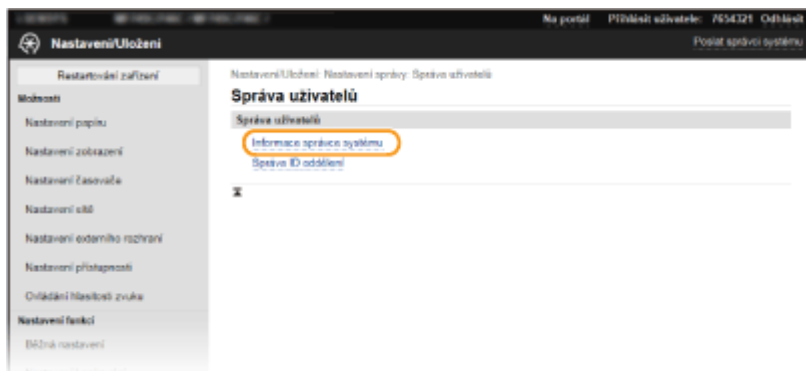 Na portál Přihlásit uživatele: 7654321 Odhlásit
Nastavení/Uložení
Poslat správci systému
Restartování zařízení
Nastavení/Uložení: Nastavení správy: Správa uživatelů
Možnosti
Správa uživatelů
Nastavení papíru
Správa uživatelů
Informace správce systému
Nastavení zobrazení
Správa ID oddělení
Nastavení časovače
Nastavení sítě
Nastavení externího rozhraní
Nastavení přístupnosti
Ovládání hlasitosti zvuku
Nastavení funkcí
Běžná nastavení